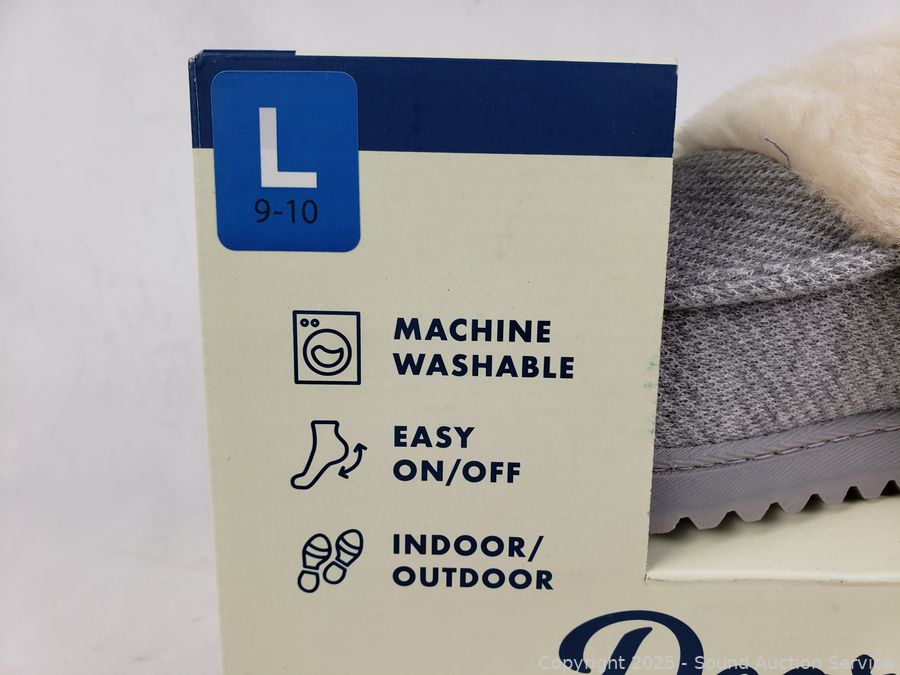 L
9-10
MACHINE
WASHABLE
EASY
ON/OFF
INDOOR/
OUTDOOR
Copyright 2025 - Sound Auction Service